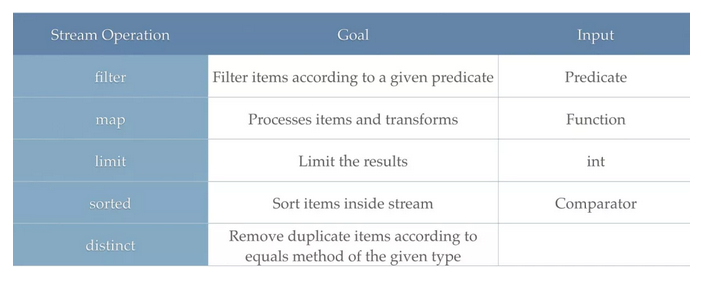 Stream Operation Goal Input
filter Filter items according to a given predicate Predicate
map Processes items and transforms Function
limit Limit the results int
sorted Sort items inside stream Comparator
distinct Remove duplicate items according to
equals method of the given type